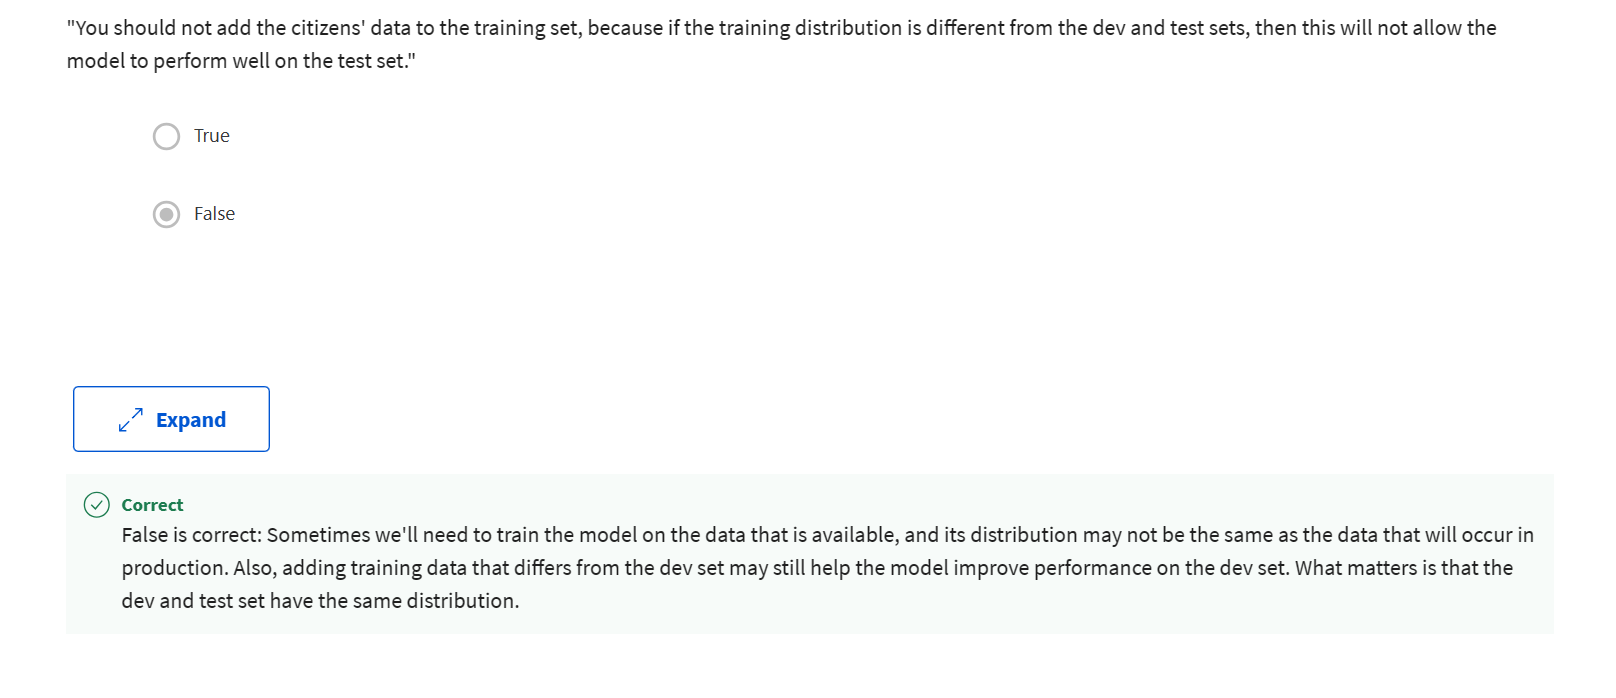 "You should not add the citizens' data to the training set, because if the training distribution is different from the dev and test sets, then this will not allow the
model to perform well on the test set."
True
False
Expand
Correct
False is correct: Sometimes we'll need to train the model on the data that is available, and its distribution may not be the same as the data that will occur in
production. Also, adding training data that differs from the dev set may still help the model improve performance on the dev set. What matters is that the
dev and test set have the same distribution.